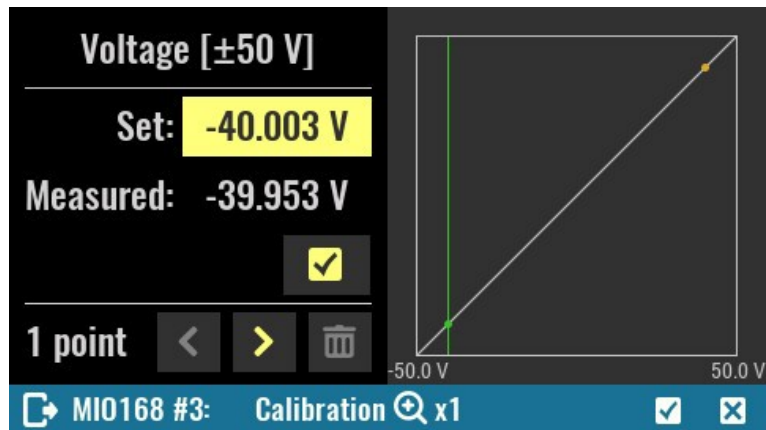 Voltage [±50 V]
Set: -40.003 V
Measured: -39.953 V
1 point
-50.0 V 50.0 V
MIO168 #3: Calibration x1